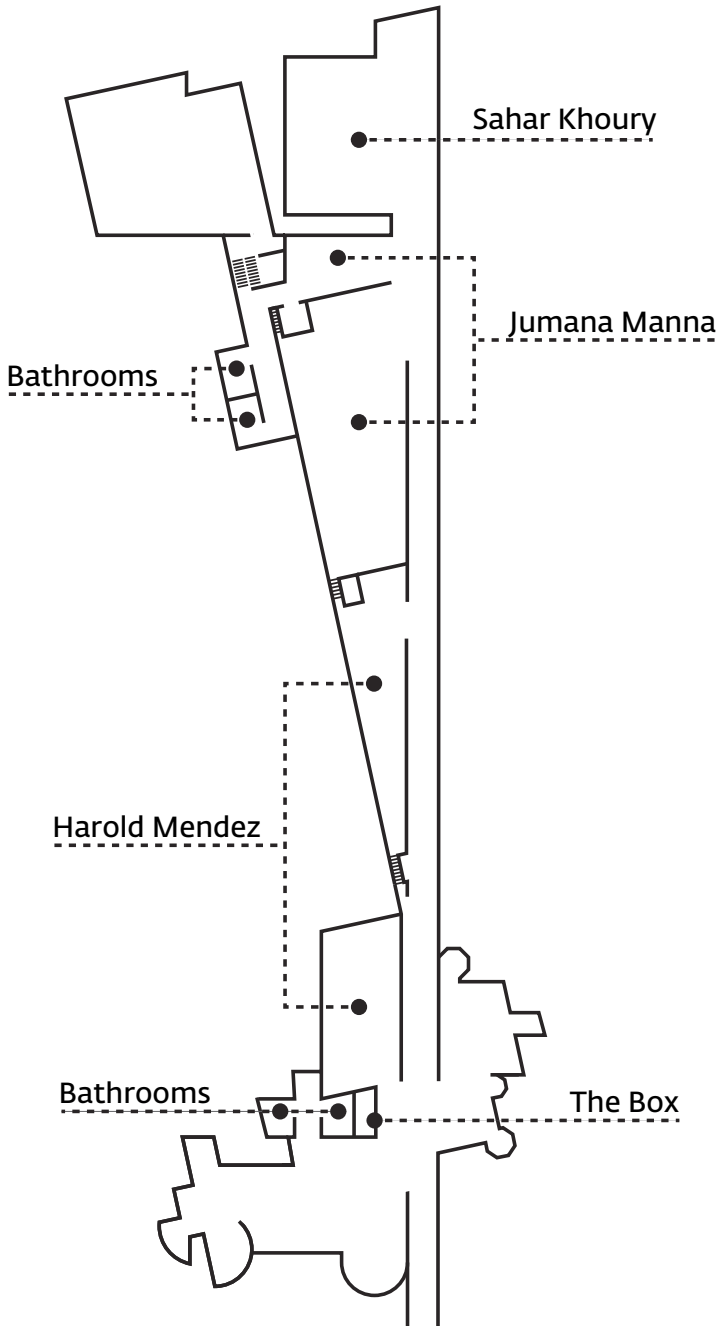 Sahar Khoury
Jumana Manna
Bathrooms
Harold Mendez
Bathrooms
The Box